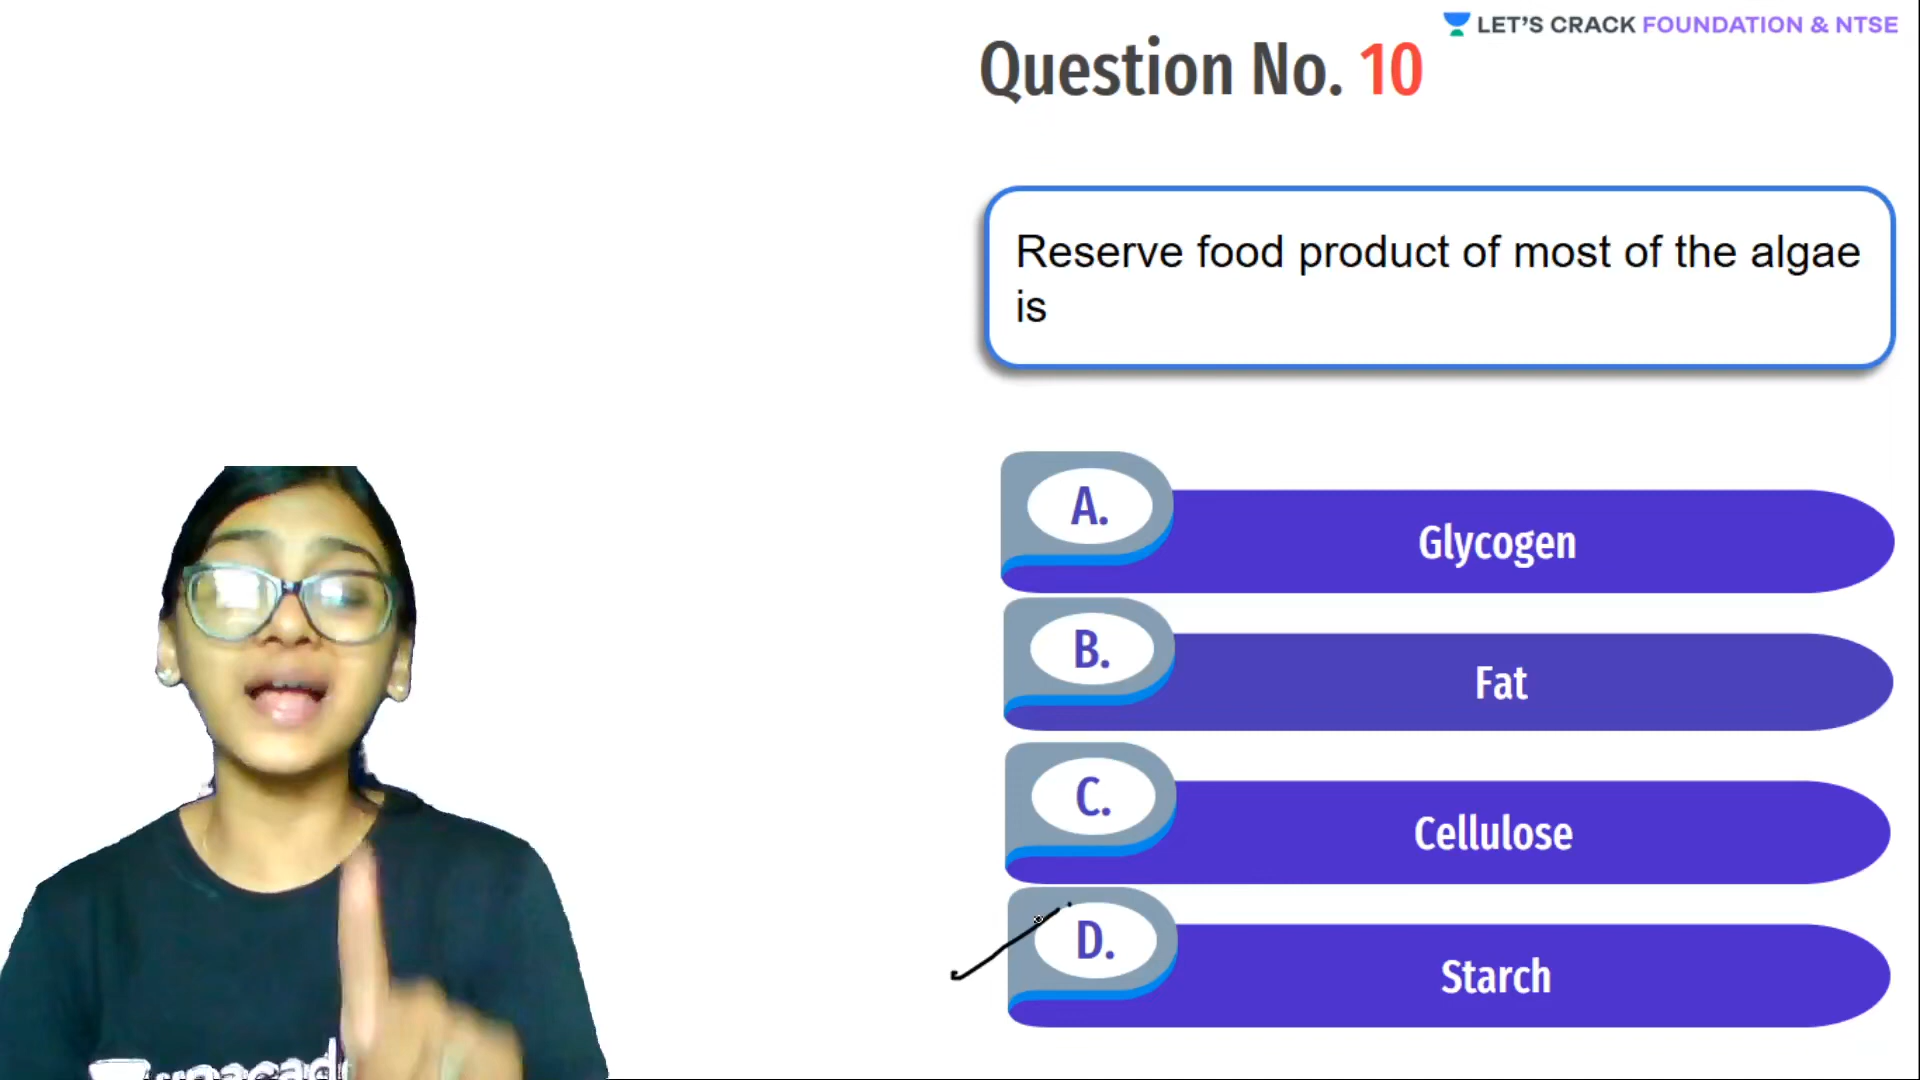 LET'S CRACK FOUNDATION & NTSE
Question No. 10
Reserve food product of most of the algae
is
A.
Glycogen
B.
Fat
C.
Cellulose
D.
Starch